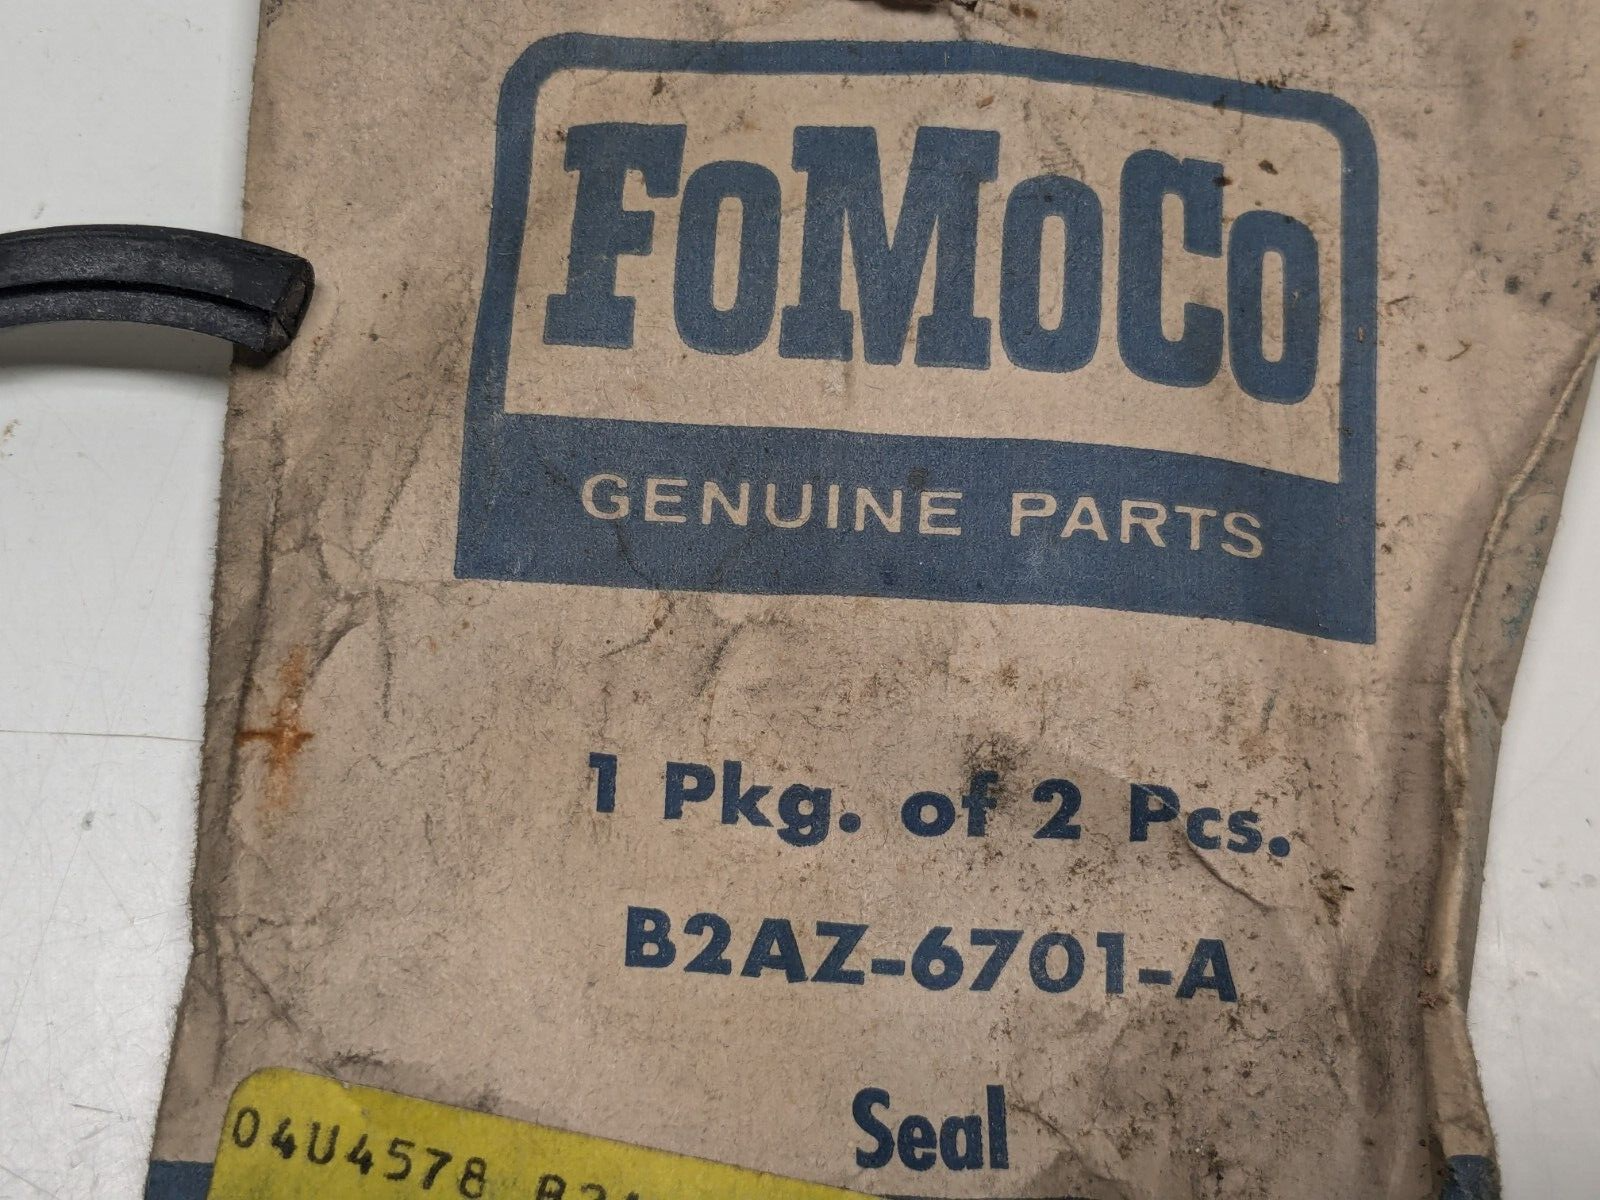 FoMoCo
GENUINE PARTS
1 Pkg. of 2 Pcs.
B2AZ-6701-A
Seal
04U4578